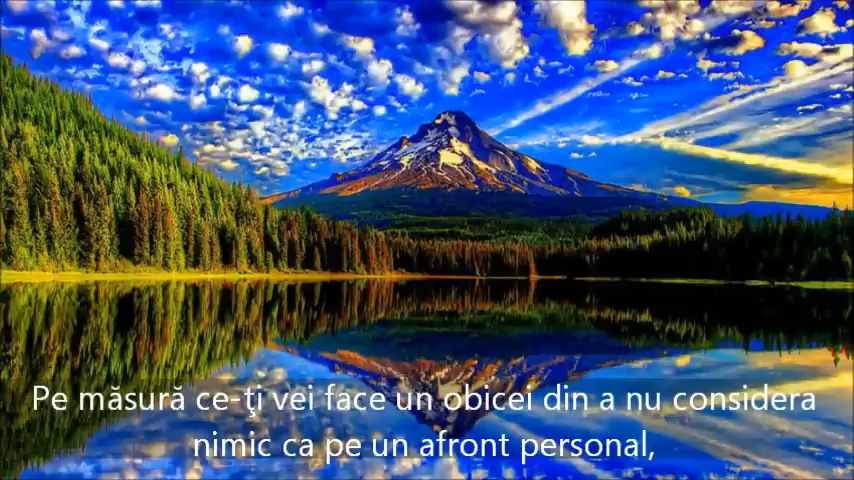 Pe măsură ce-ţi vei face un obicei din a nu considera
nimic ca pe un afront personal,